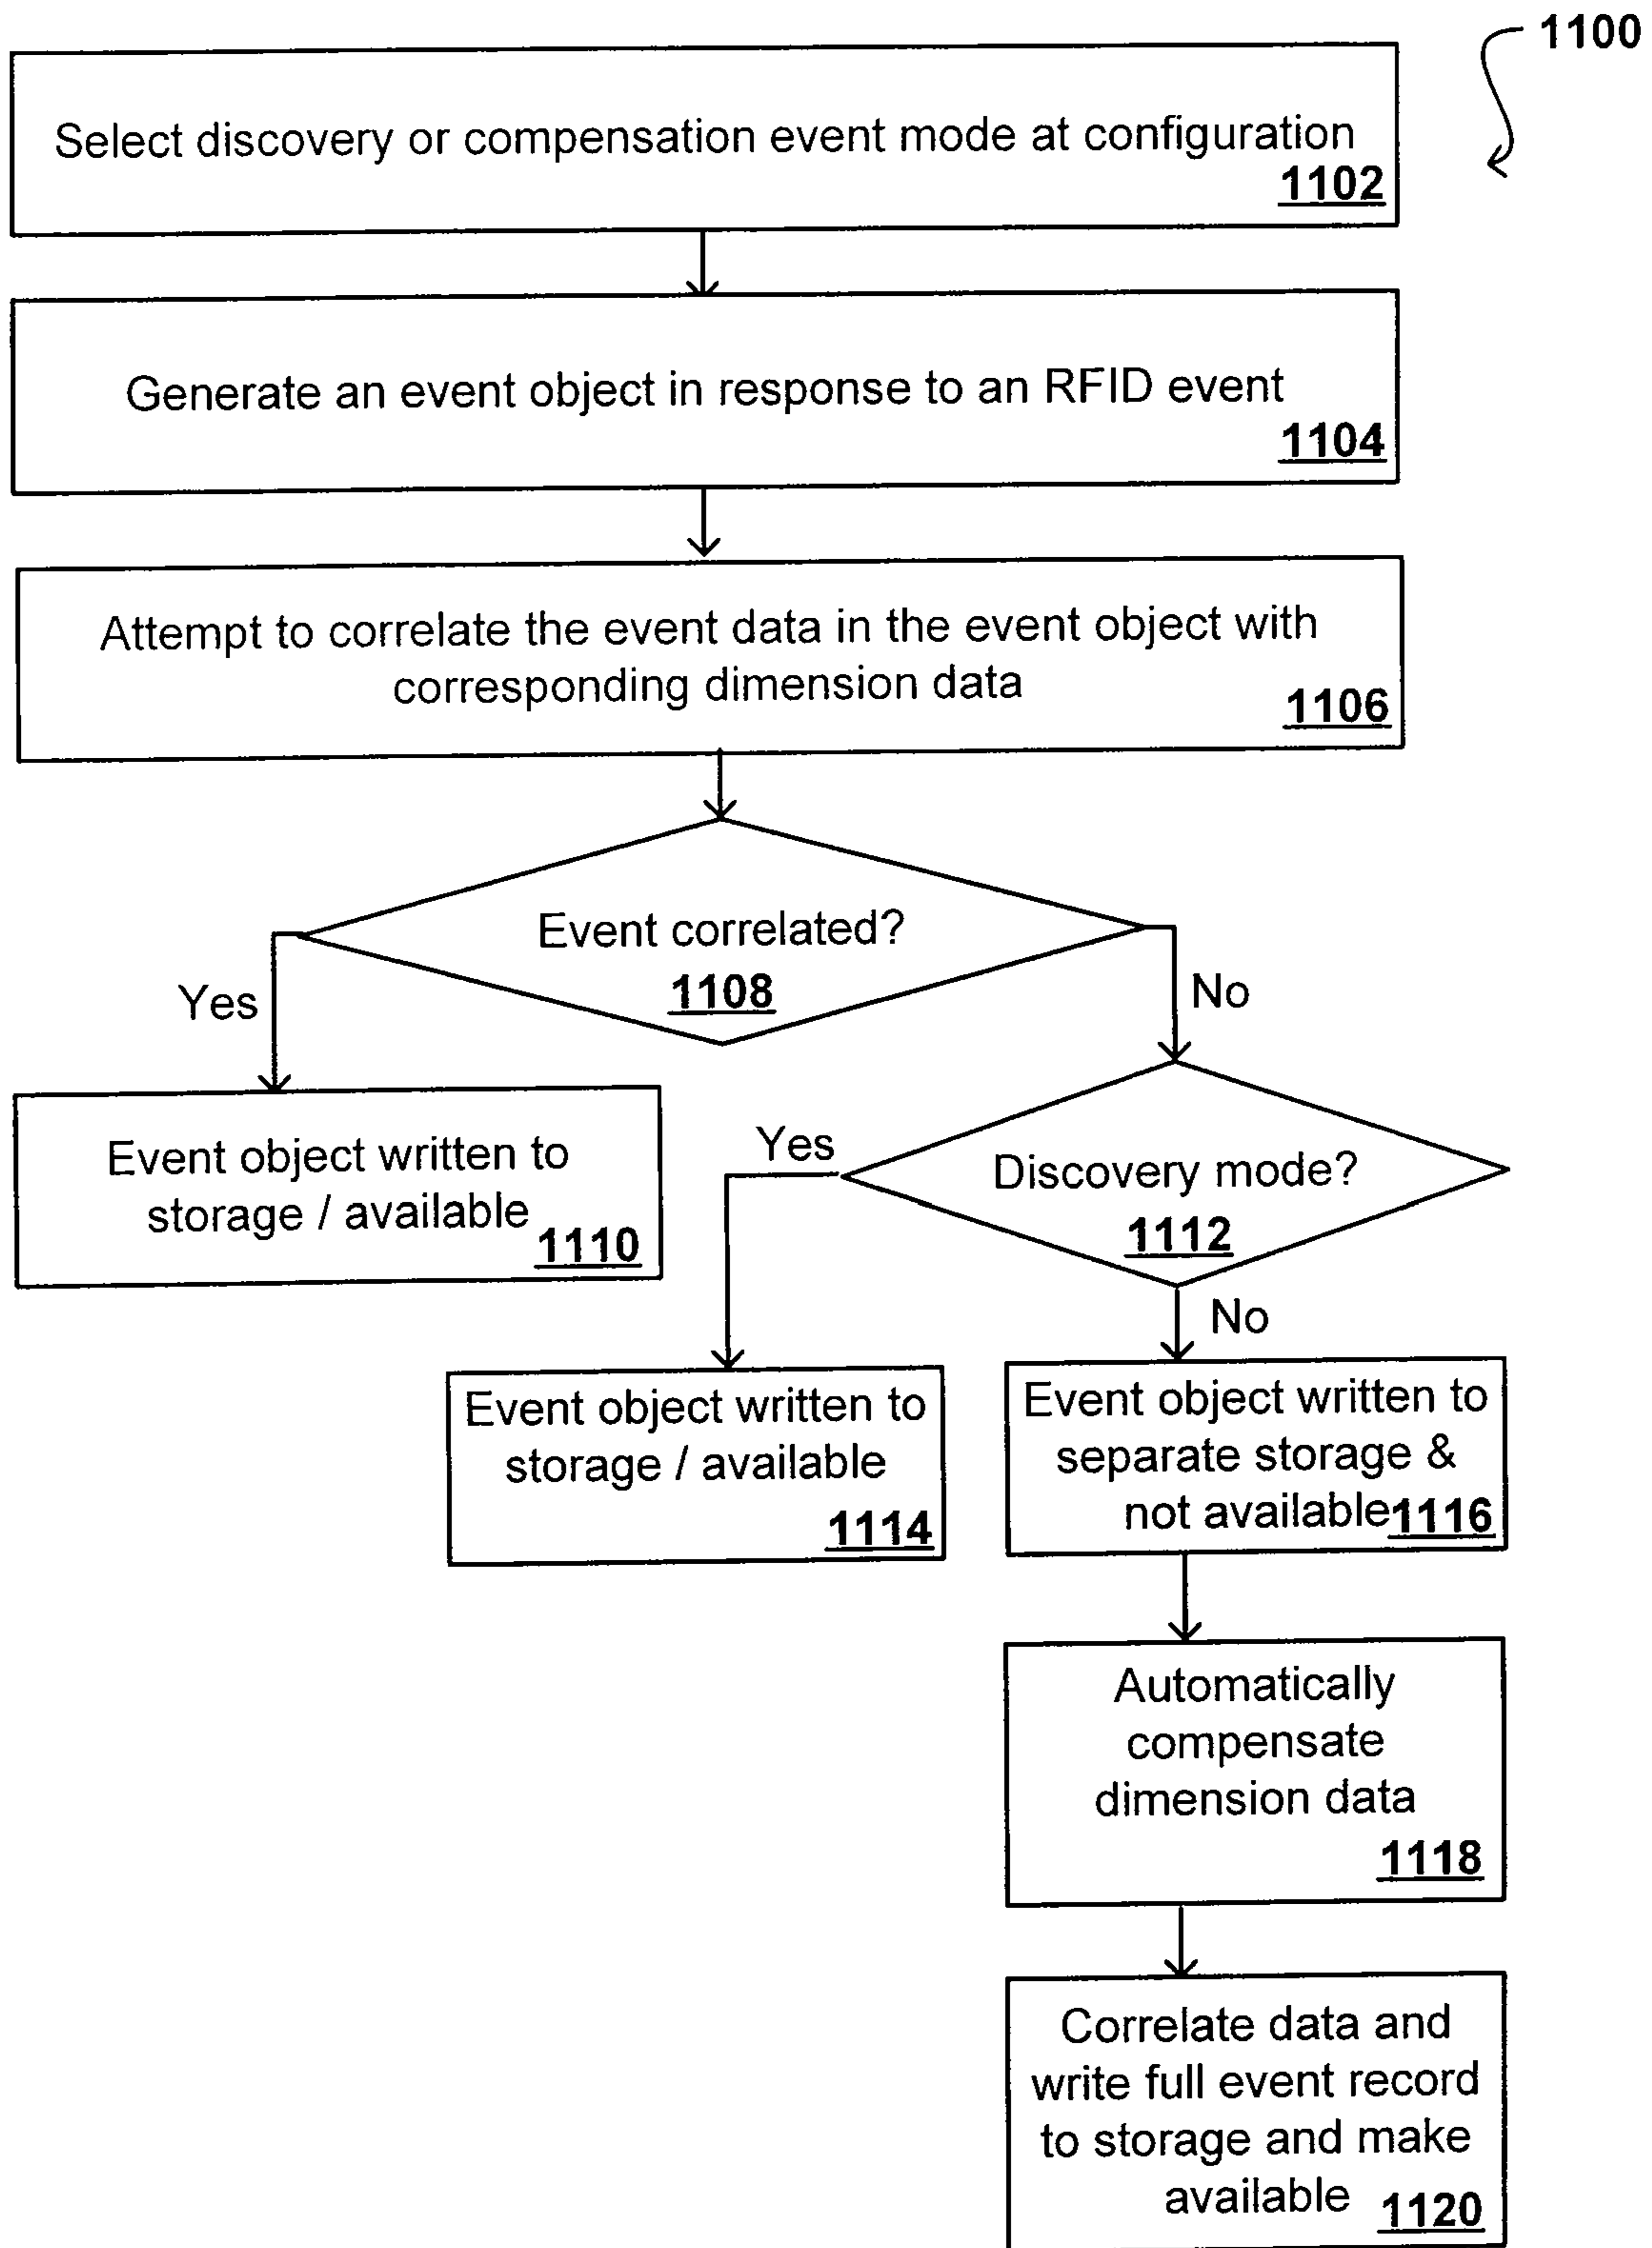 1100
Select discovery or compensation event mode at configuration
1102
Generate an event object in response to an RFID event
1104
Attempt to correlate the event data in the event object with
corresponding dimension data
1106
Event correlated?
1108
Yes
No
Event object written to
storage / available
1110
Yes
Discovery mode?
1112
No
Event object written to
storage / available
1114
Event object written to
separate storage &
not available 1116
Automatically
compensate
dimension data
1118
Correlate data and
write full event record
to storage and make
available 1120